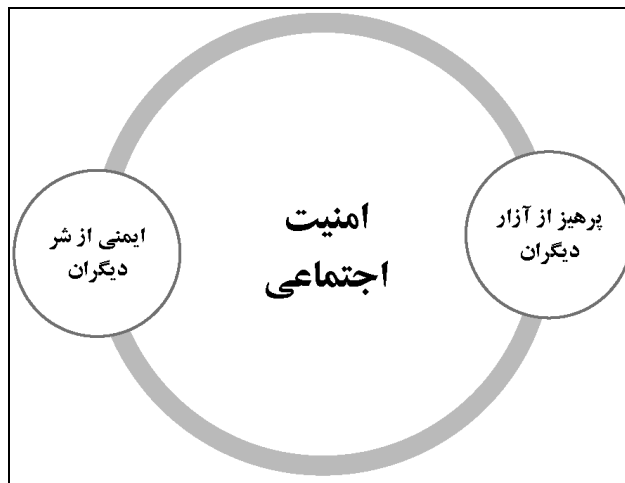 پرهیز از آزار
دیگران
امنیت
اجتماعی
ایمنی از شر
دیگران